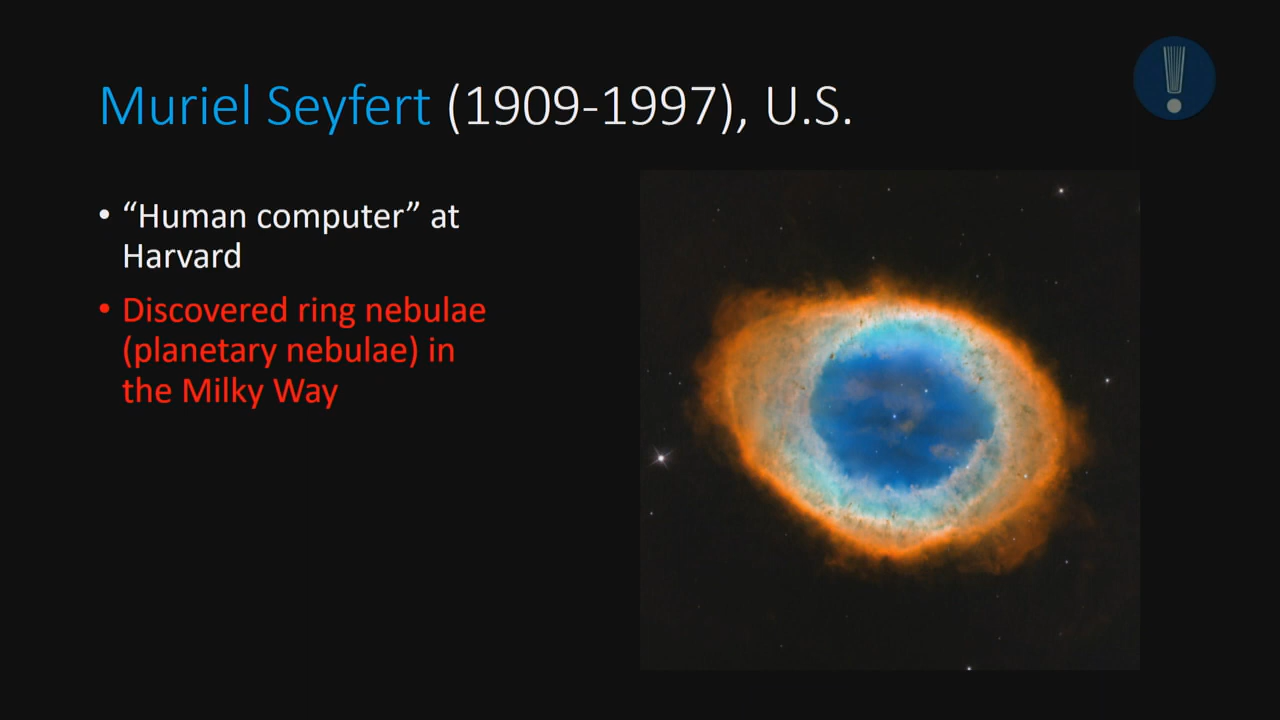 Muriel Seyfert (1909-1997), U.S.
• “Human computer” at
Harvard
• Discovered ring nebulae
(planetary nebulae) in
the Milky Way